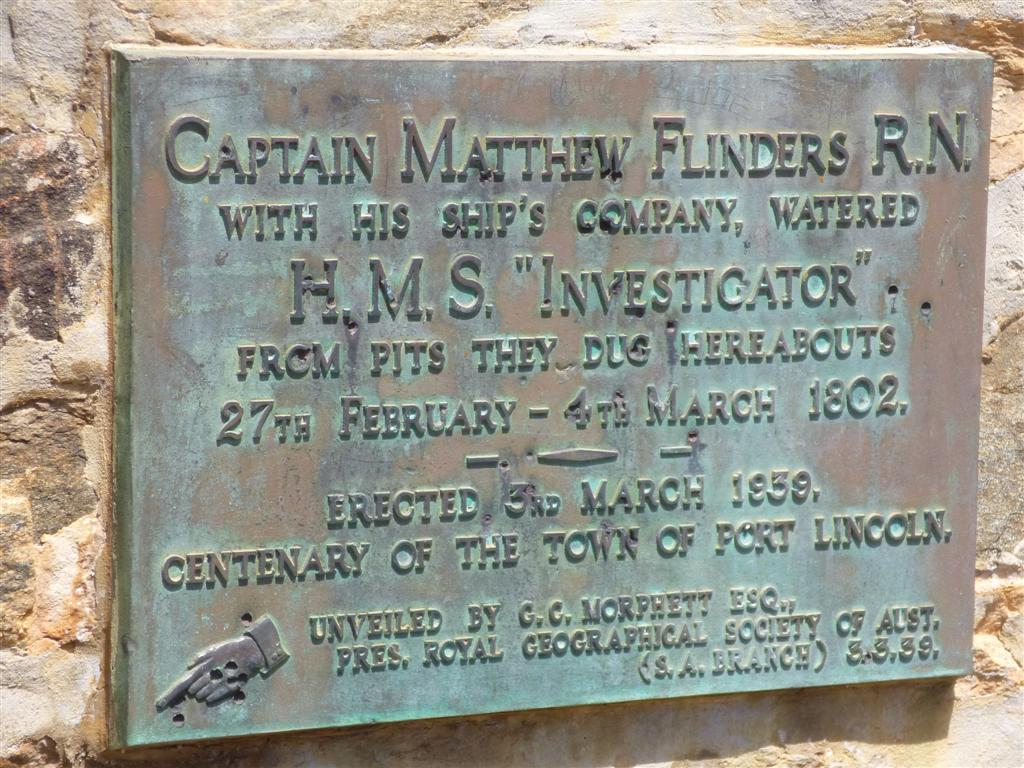 CAPTAIN MATTHEW FLINDERS R.N.
WITH HIS SHIP'S COMPANY, WATERED
H.M.S. "INVESTIGATOR"
FROM PITS THEY DUG HEREABOUTS
27TH FEBRUARY – 4TH MARCH 1802.
ERECTED 3RD MARCH 1939.
CENTENARY OF THE TOWN OF PORT LINCOLN.
UNVEILED BY G.C. MORPHETT ESQ.,
PRES. ROYAL GEOGRAPHICAL SOCIETY OF AUST.
(S.A. BRANCH) 3.3.39.